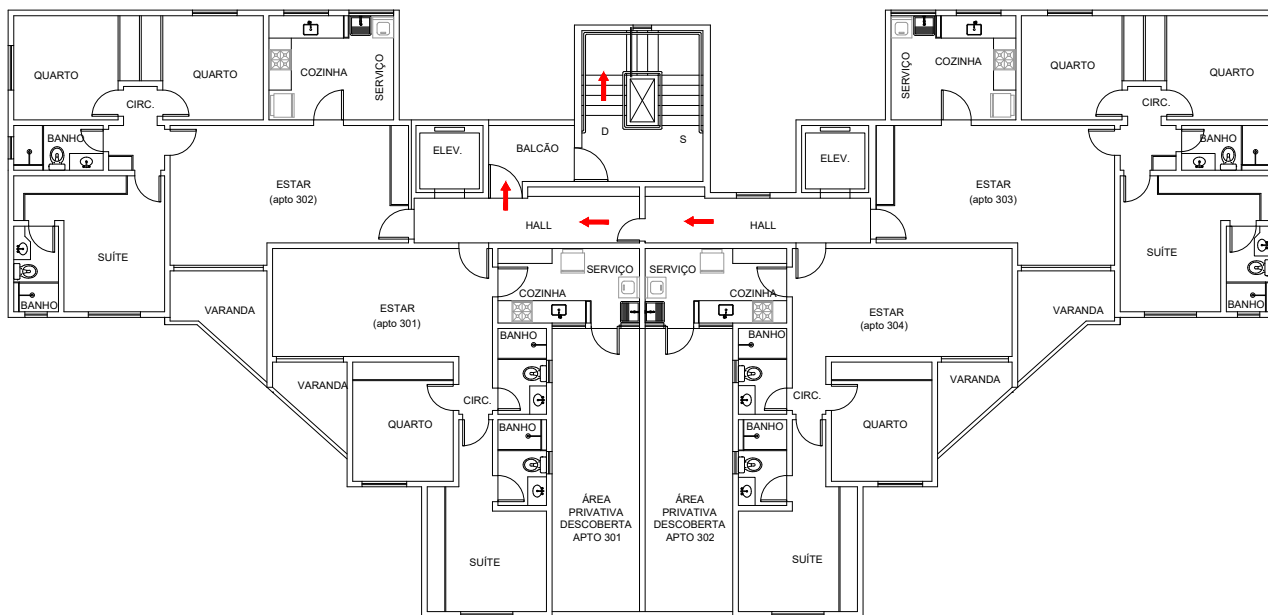 QUARTO
QUARTO
CIRC.
BANHO
COZINHA
SERVIÇO
ESTAR
(apto 302)
SUÍTE
BANHO
VARANDA
ELEV.
BALCÃO
D
S
HALL
HALL
ELEV.
SERVIÇO
COZINHA
QUARTO
QUARTO
CIRC.
BANHO
ESTAR
(apto 303)
SUÍTE
BANHO
VARANDA
ESTAR
(apto 301)
VARANDA
SERVIÇO
COZINHA
BANHO
CIRC.
QUARTO
BANHO
SUÍTE
ÁREA
PRIVATIVA
DESCOBERTA
APTO 301
SERVIÇO
COZINHA
BANHO
ESTAR
(apto 304)
VARANDA
CIRC.
QUARTO
BANHO
SUÍTE
ÁREA
PRIVATIVA
DESCOBERTA
APTO 302